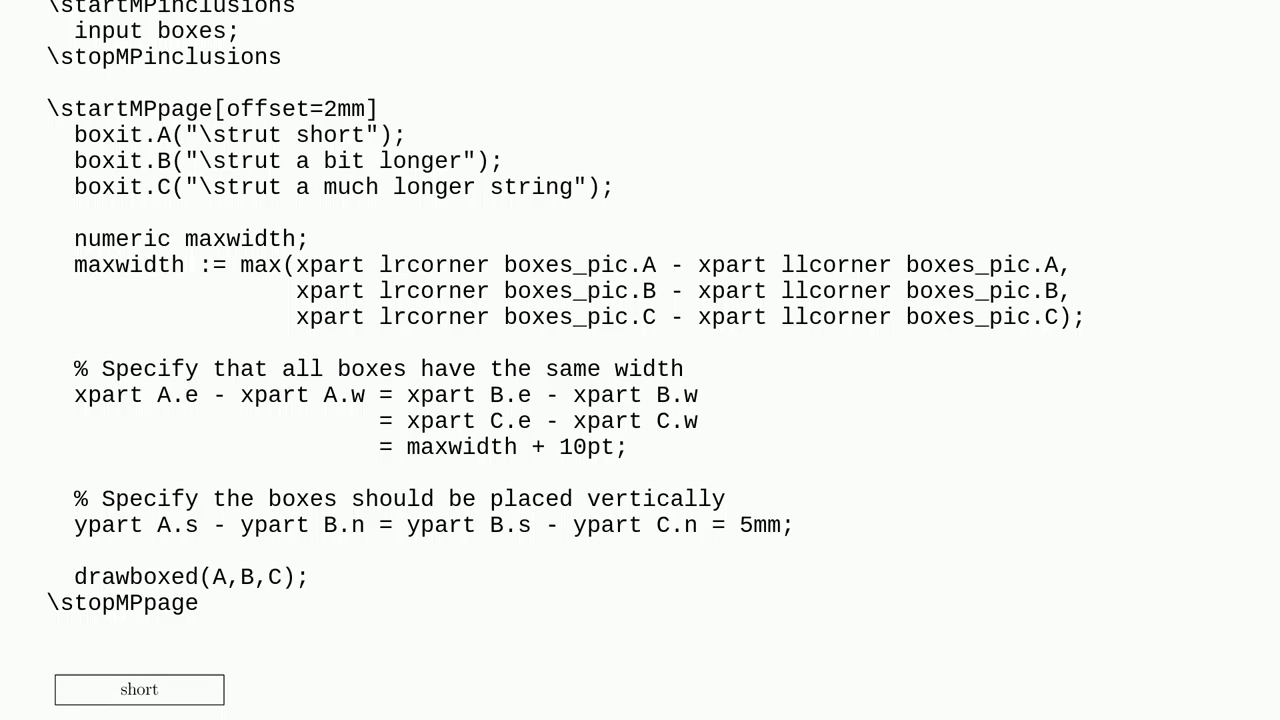 \startMPinclusions
  input boxes;
\stopMPinclusions

\startMPpage[offset=2mm]
  boxit.A("\strut short");
  boxit.B("\strut a bit longer");
  boxit.C("\strut a much longer string");

  numeric maxwidth;
  maxwidth := max(xpart lrcorner boxes_pic.A - xpart llcorner boxes_pic.A,
                  xpart lrcorner boxes_pic.B - xpart llcorner boxes_pic.B,
                  xpart lrcorner boxes_pic.C - xpart llcorner boxes_pic.C);

  % Specify that all boxes have the same width
  xpart A.e - xpart A.w = xpart B.e - xpart B.w
                        = xpart C.e - xpart C.w
                        = maxwidth + 10pt;

  % Specify the boxes should be placed vertically
  ypart A.s - ypart B.n = ypart B.s - ypart C.n = 5mm;

  drawboxed(A,B,C);
\stopMPpage

short